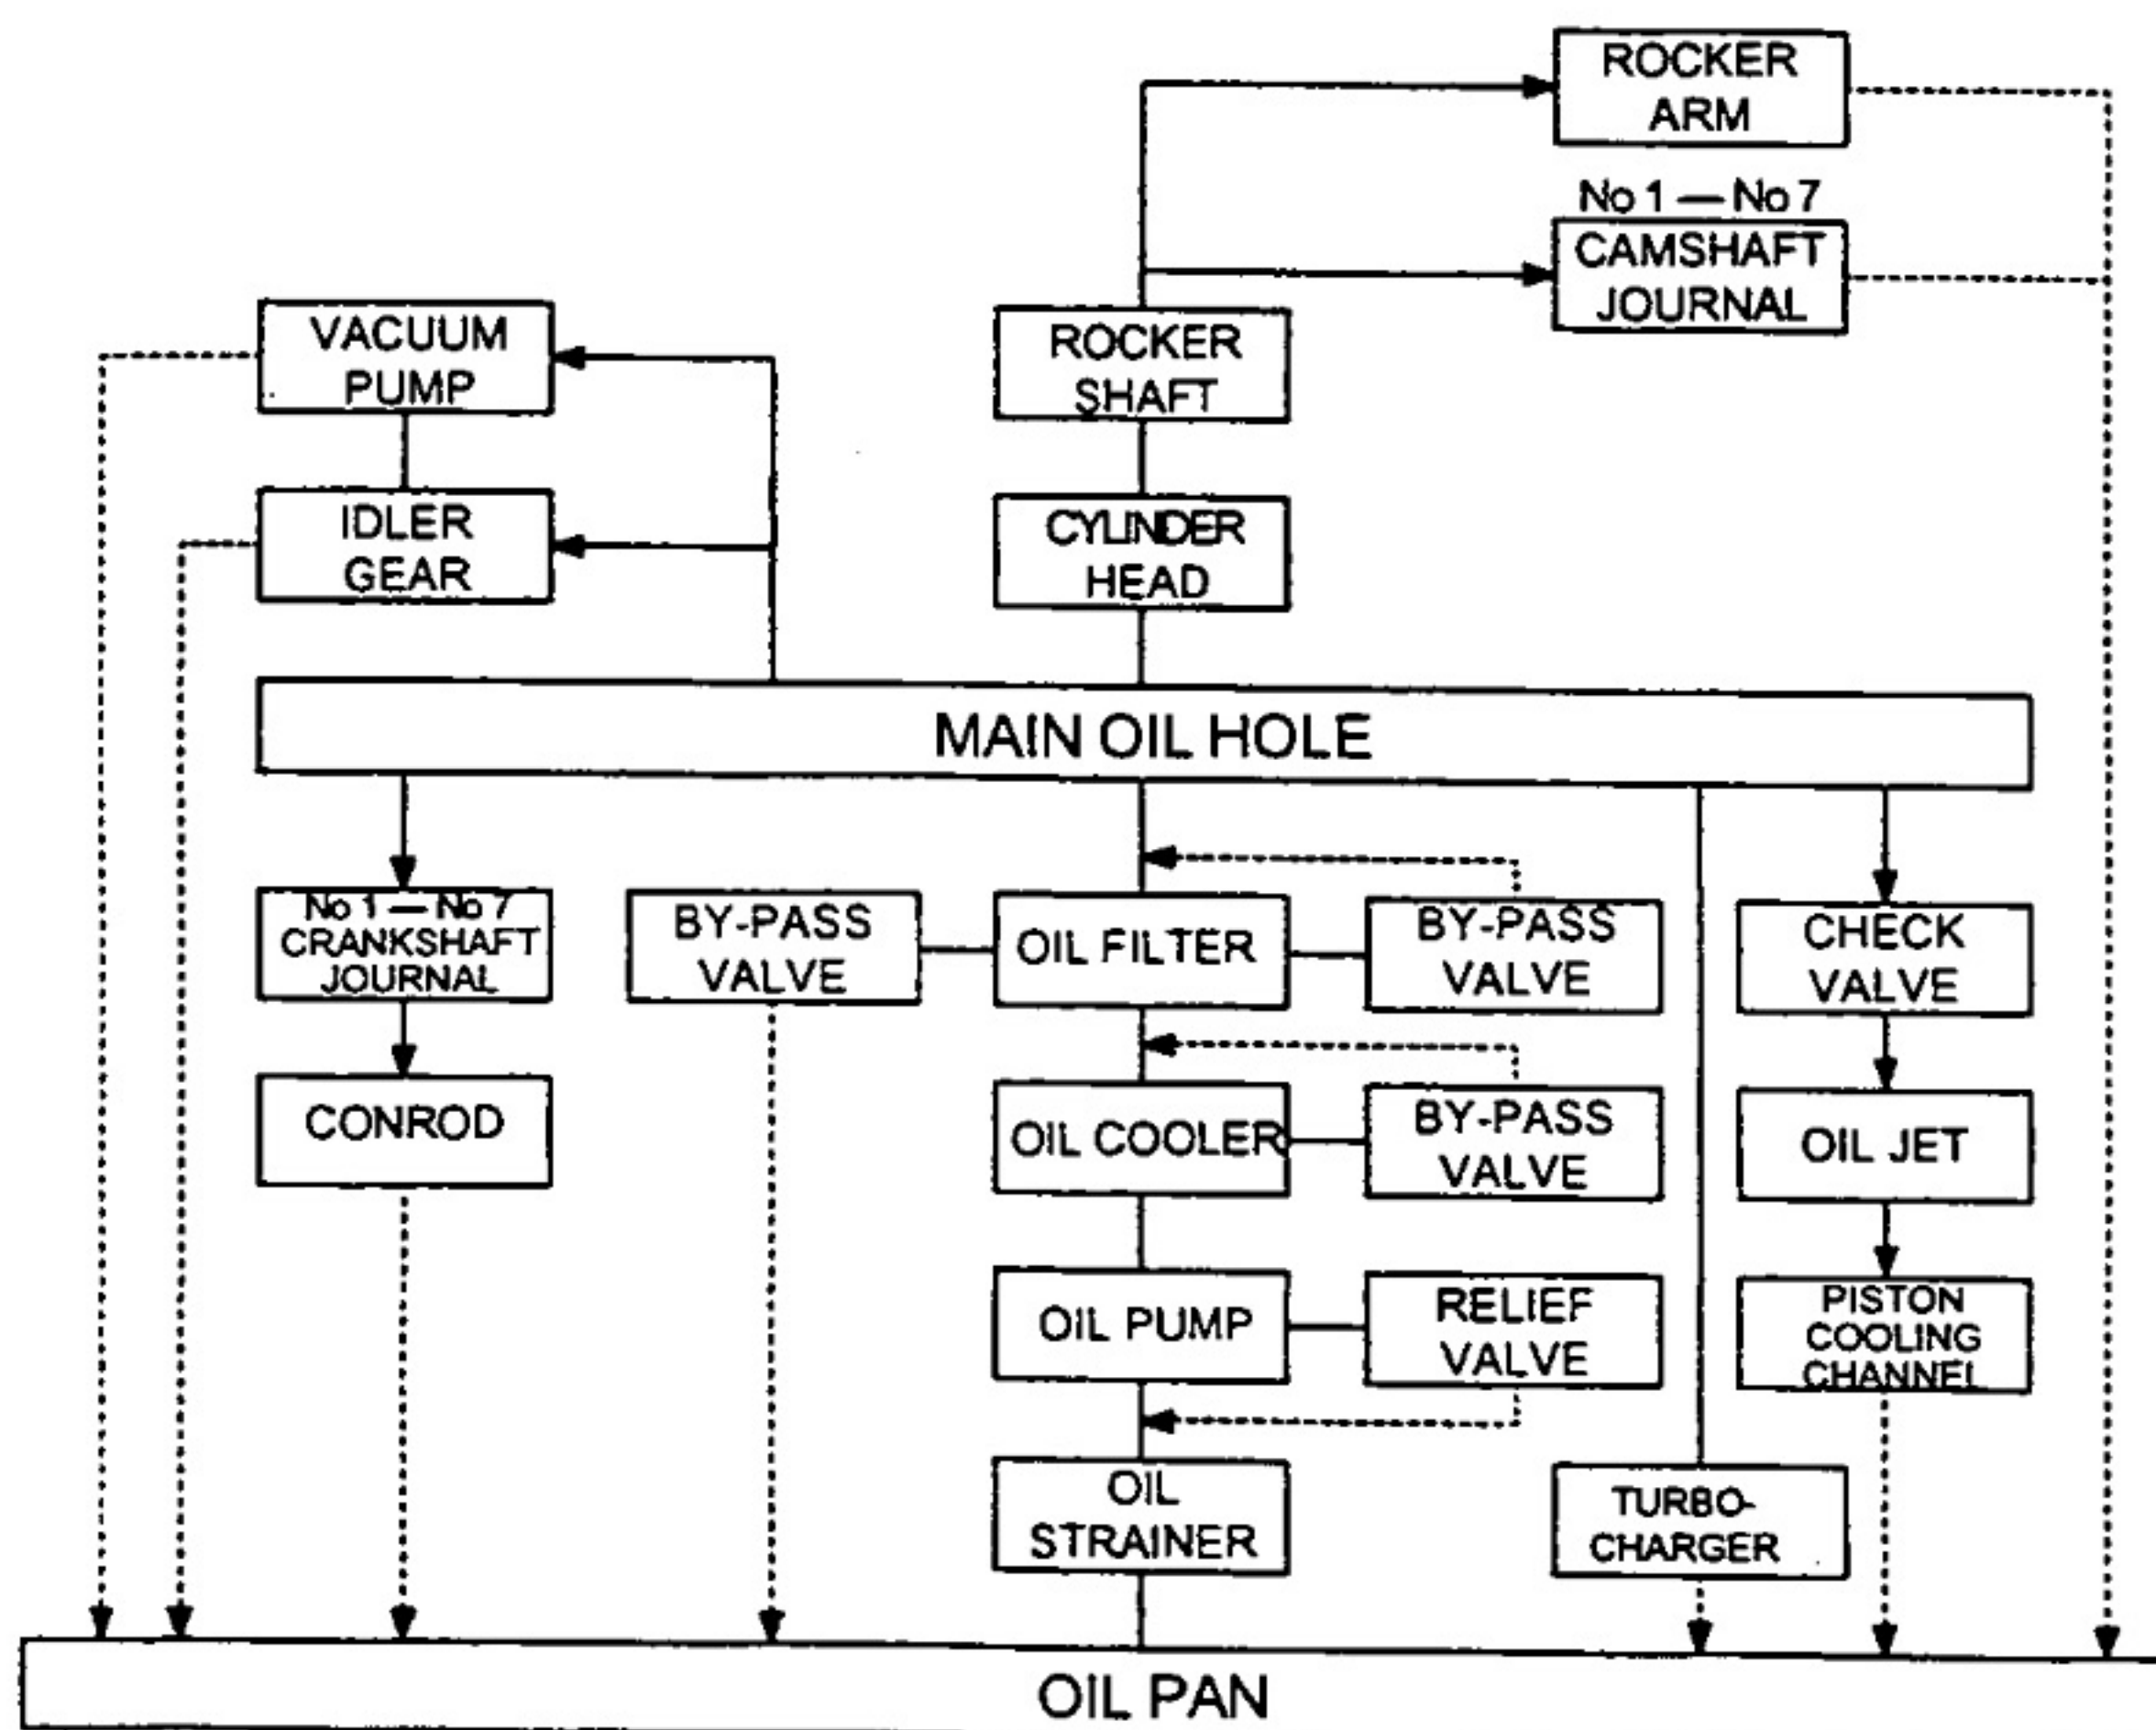 ROCKER
ARM
No 1 — No 7
CAMSHAFT
JOURNAL
VACUUM
PUMP
ROCKER
SHAFT
IDLER
GEAR
CYLINDER
HEAD
MAIN OIL HOLE
No 1 — No 7
CRANKSHAFT
JOURNAL
BY-PASS
VALVE
OIL FILTER
BY-PASS
VALVE
CHECK
VALVE
CONROD
OIL COOLER
BY-PASS
VALVE
OIL JET
OIL PUMP
RELIEF
VALVE
PISTON
COOLING
CHANNEL
OIL
STRAINER
TURBO-
CHARGER
OIL PAN